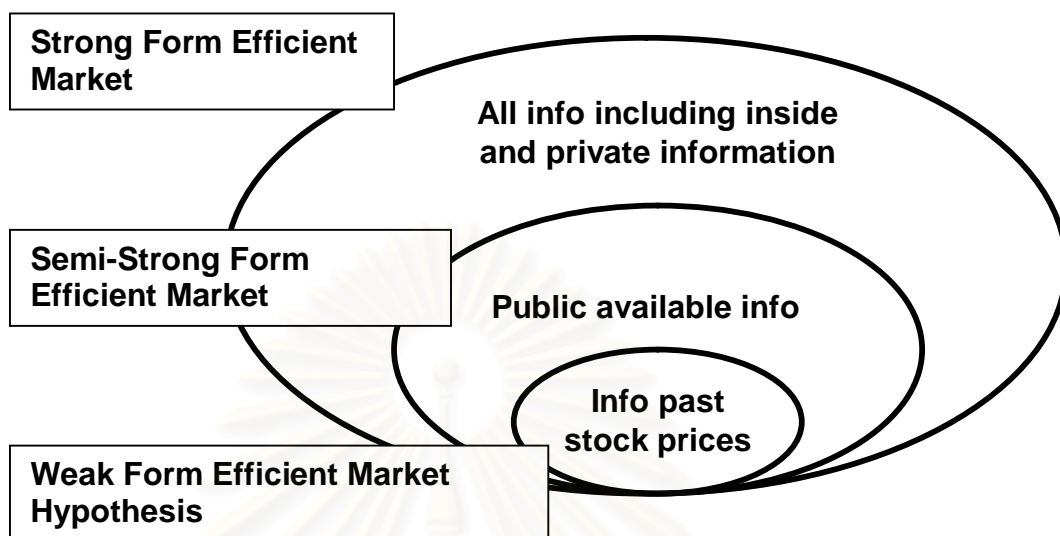 Strong Form Efficient
Market
All info including inside
and private information
Semi-Strong Form
Efficient Market
Public available info
Info past
stock prices
Weak Form Efficient Market
Hypothesis